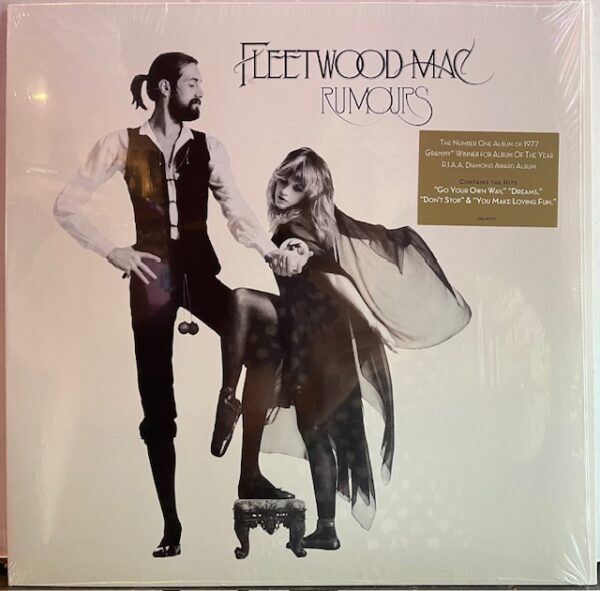 FLEETWOOD MAC
RUMOURS
THE NUMBER ONE ALBUM OF 1977
GRAMMY® WINNER FOR ALBUM OF THE YEAR
R.I.A.A. DIAMOND AWARD ALBUM
CONTAINS THE HITS
"GO YOUR OWN WAY," "DREAMS,"
"DON'T STOP" & "YOU MAKE LOVING FUN."